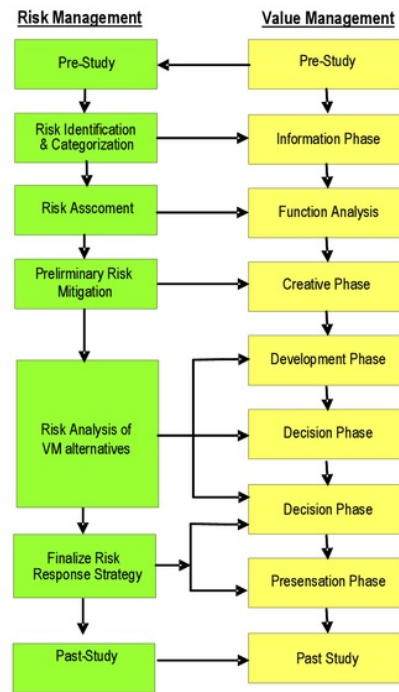 Risk Management
Value Management
Pre-Study
Pre-Study
Risk Identification
& Categorization
Information Phase
Risk Asscoment
Function Analysis
Prelirminary Risk
Mitigation
Creative Phase
Development Phase
Risk Analysis of
VM alternatives
Decision Phase
Decision Phase
Finalize Risk
Response Strategy
Presensation Phase
Past-Study
Past Study